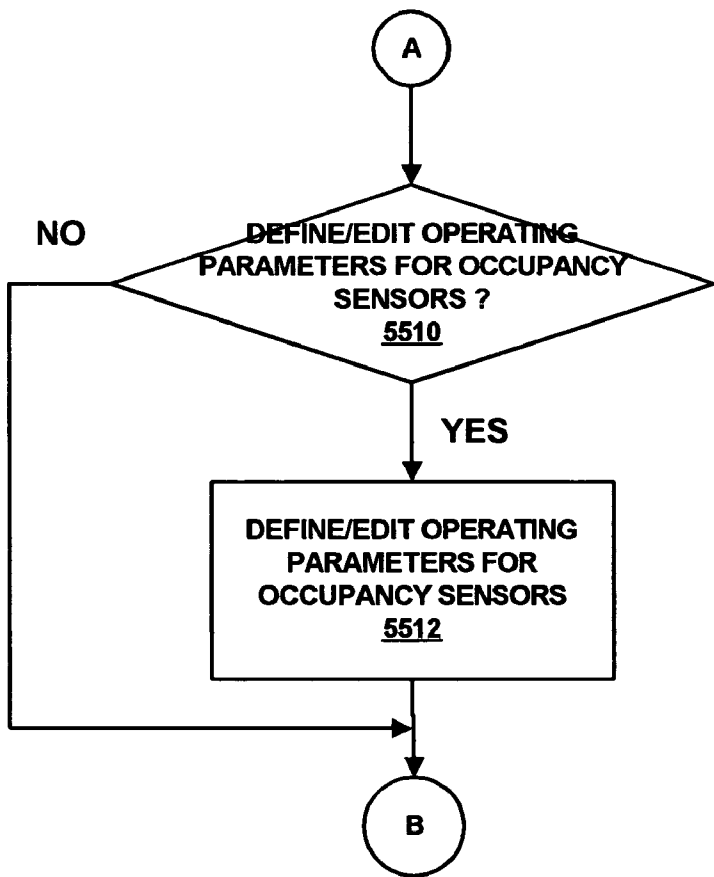 A
DEFINE/EDIT OPERATING
PARAMETERS FOR OCCUPANCY
SENSORS ?
5510
NO
YES
DEFINE/EDIT OPERATING
PARAMETERS FOR
OCCUPANCY SENSORS
5512
B